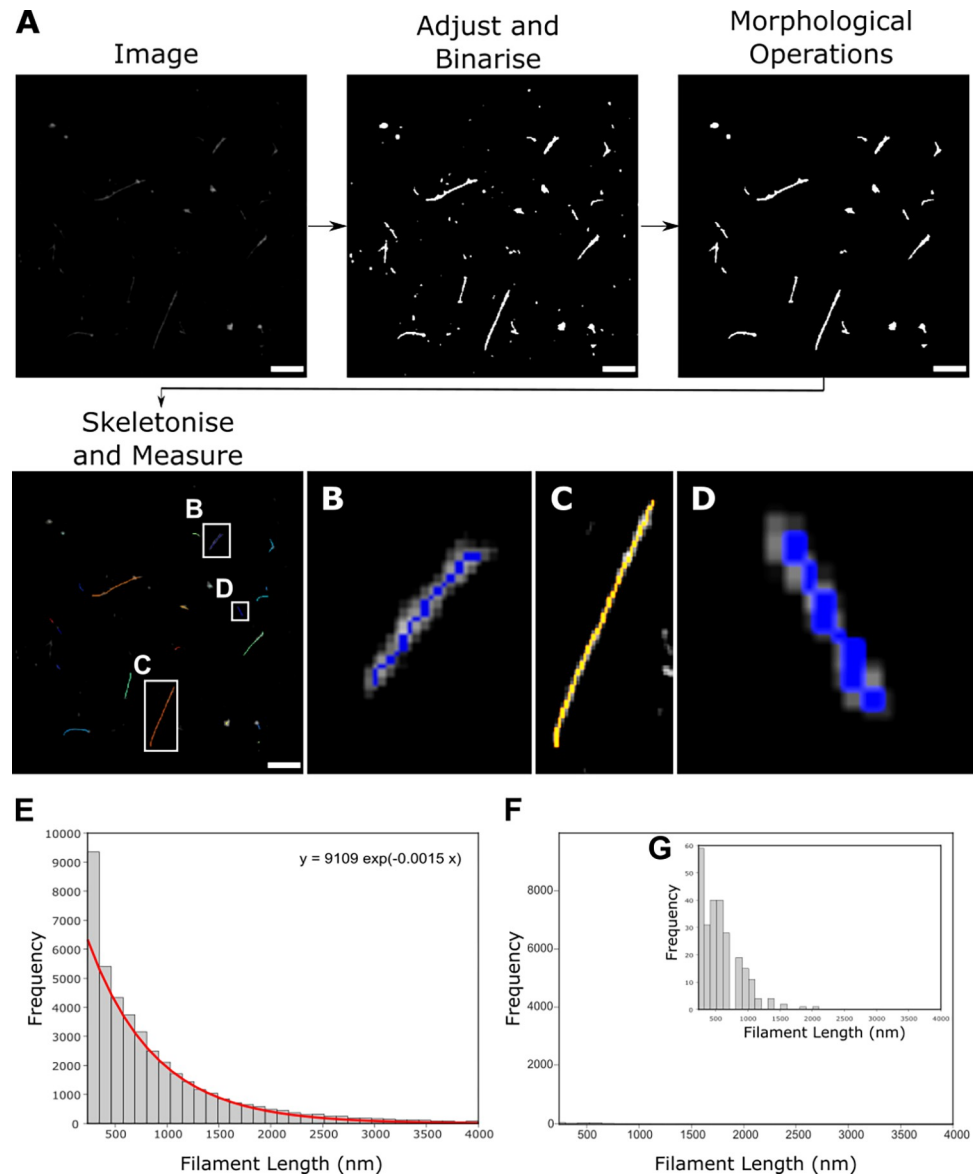 A
Image
Adjust and
Binarise
Morphological
Operations
Skeletonise
and Measure
B
D
C
B
C
D
E
10000
9000
8000
7000
6000
5000
4000
3000
2000
1000
0
Frequency
y = 9109 exp(-0.0015 x)
500 1000 1500 2000 2500 3000 3500 4000
Filament Length (nm)
F
8000
6000
4000
2000
0
Frequency
500 1000 1500 2000 2500 3000 3500 4000
Filament Length (nm)
G
60
50
40
30
20
10
0
Frequency
500 1000 1500 2000 2500 3000 3500 4000
Filament Length (nm)